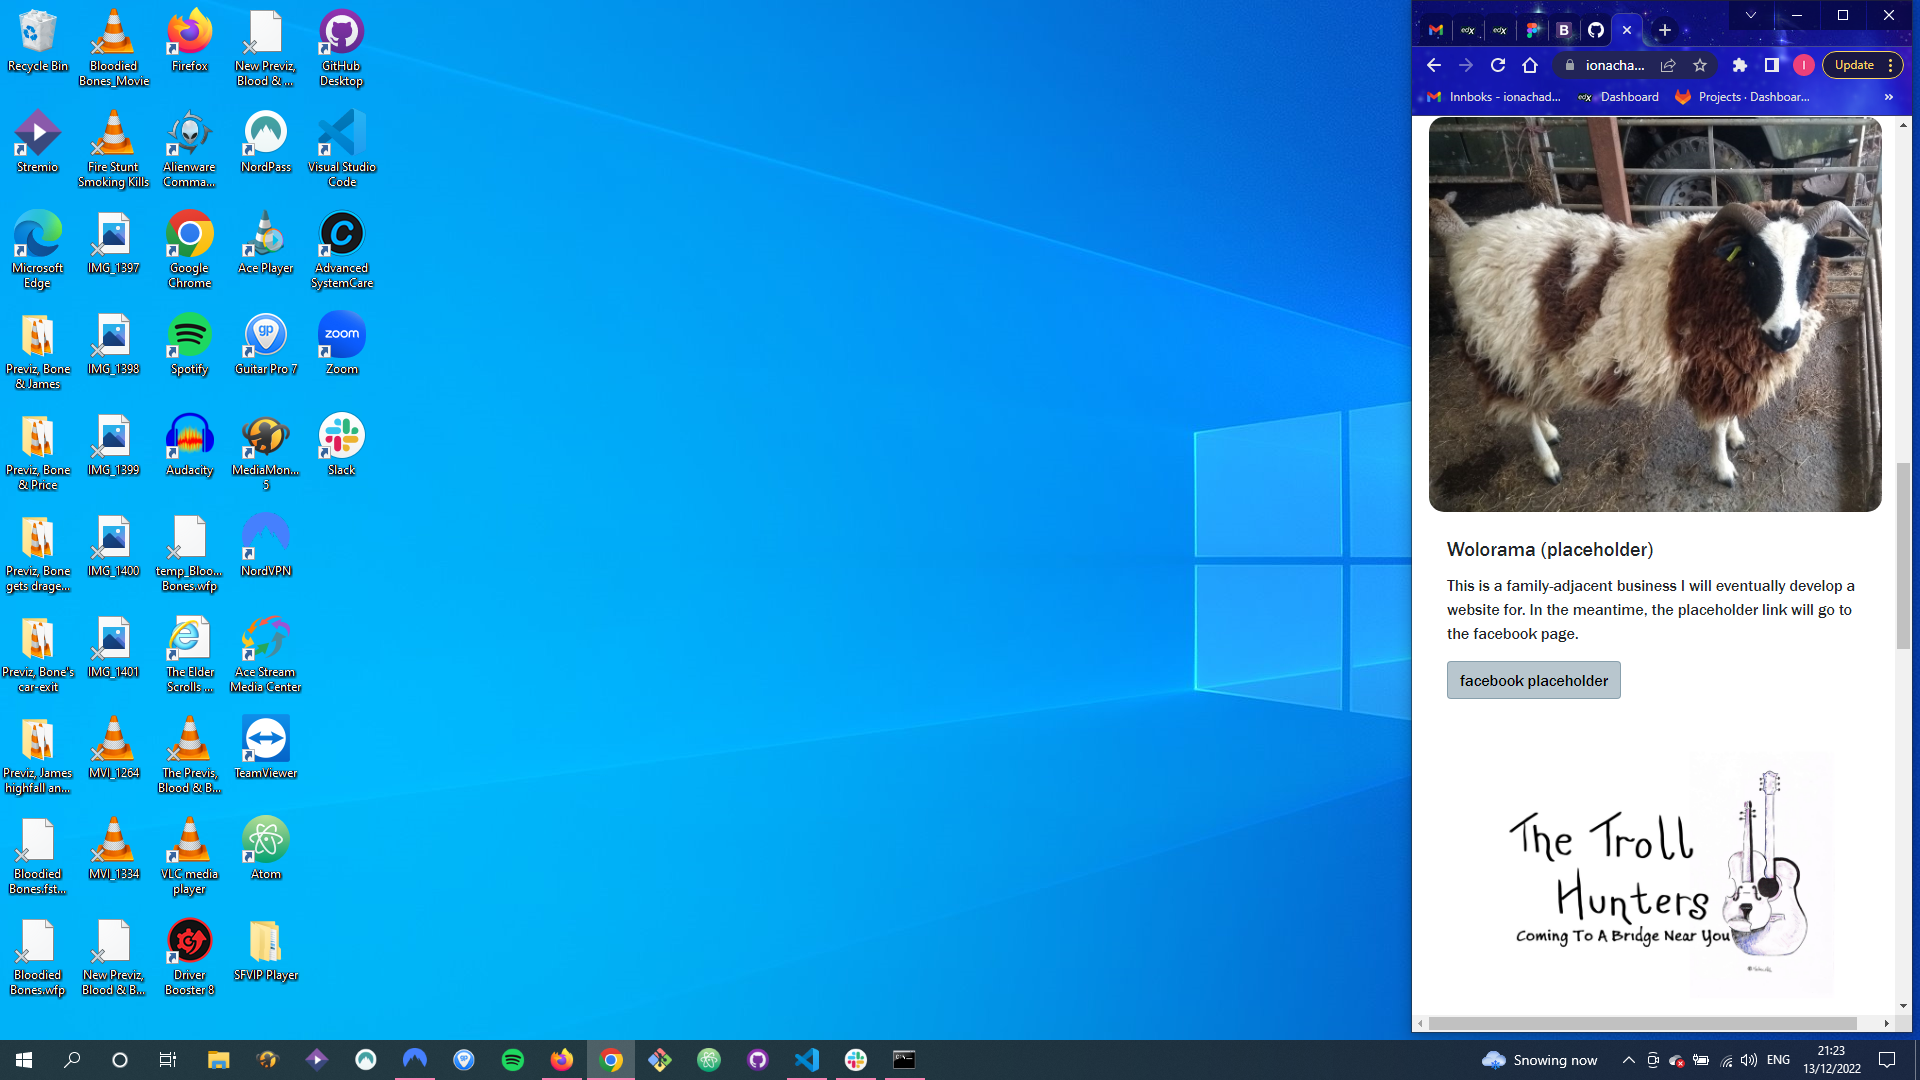 Recycle Bin
Bloodied
Bones_Movie
Firefox
New Previz,
Blood & ...
GitHub
Desktop
Stremio
Fire Stunt
Smoking Kills
Alienware
Comma...
NordPass
Visual Studio
Code
Microsoft
Edge
IMG_1397
Google
Chrome
Ace Player
Advanced
SystemCare
Previz, Bone
& James
IMG_1398
Spotify
gp
Guitar Pro 7
zoom
Zoom
Previz, Bone
& Price
IMG_1399
Audacity
MediaMon...
5
Slack
Previz, Bone
gets drage...
IMG_1400
temp_Bloo...
Bones.wfp
NordVPN
Previz, Bone"s
car-exit
IMG_1401
The Elder
Scrolls ...
Ace Stream
Media Center
Previz, James
highfall an...
MVI_1264
The Previs,
Blood & B...
TeamViewer
Bloodied
Bones.fst...
MVI_1334
VLC media
player
Atom
Bloodied
Bones.wfp
New Previz,
Blood & B...
Driver
Booster 8
SFVIP Player
edx
edx
B
ionacha...
I
Update
Innboks - ionachad...
edx
Dashboard
Projects · Dashboar...
»
Wolorama (placeholder)
This is a family-adjacent business I will eventually develop a
website for. In the meantime, the placeholder link will go to
the facebook page.
facebook placeholder
The Troll
Hunters
Coming To A Bridge Near You
Snowing now
ENG
21:23
13/12/2022